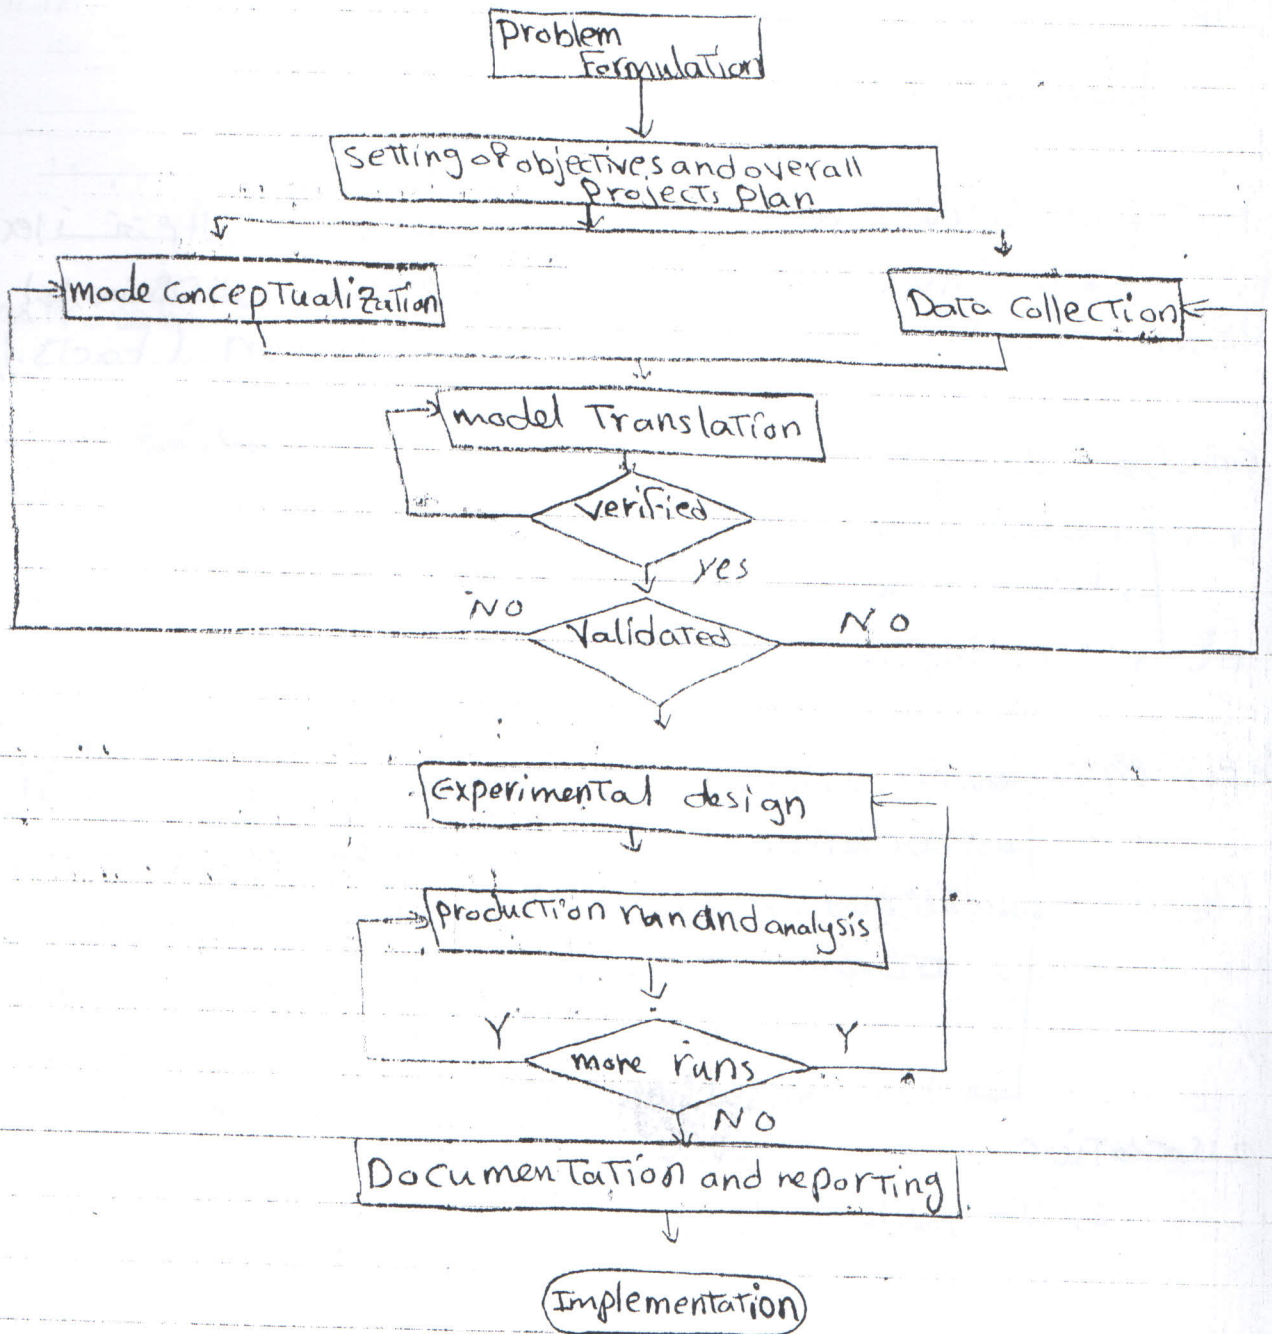 Problem
Formulation
Setting of objectives and overall
Projects Plan
mode conceptualization
Data Collection
model Translation
verified
yes
NO
NO
Validated
Experimental design
production run and analysis
Y
Y
more runs
NO
Documentation and reporting
Implementation